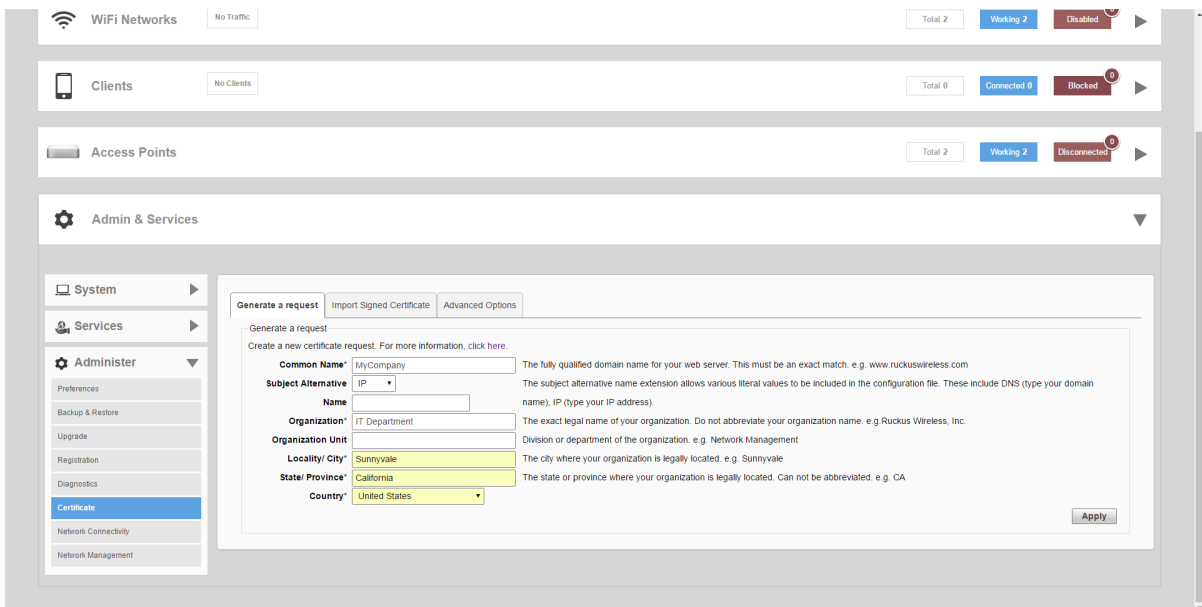 WiFi Networks No Traffic Total 2 Working 2 Disabled
Clients No Clients Total 0 Connected 0 Blocked 0
Access Points Total 2 Working 2 Disconnected 0
Admin & Services
System
Services
Administer
Preferences
Backup & Restore
Upgrade
Registration
Diagnostics
Certificate
Network Connectivity
Network Management
Generate a request Import Signed Certificate Advanced Options
Generate a request
Create a new certificate request. For more information, click here.
Common Name* MyCompany The fully qualified domain name for your web server. This must be an exact match. e.g. www.ruckuswireless.com
Subject Alternative IP The subject alternative name extension allows various literal values to be included in the configuration file. These include DNS (type your domain
Name name), IP (type your IP address).
Organization* IT Department The exact legal name of your organization. Do not abbreviate your organization name. e.g.Ruckus Wireless, Inc.
Organization Unit Division or department of the organization. e.g. Network Management
Locality/ City* Sunnyvale The city where your organization is legally located. e.g. Sunnyvale
State/ Province* California The state or province where your organization is legally located. Can not be abbreviated. e.g. CA
Country* United States
Apply